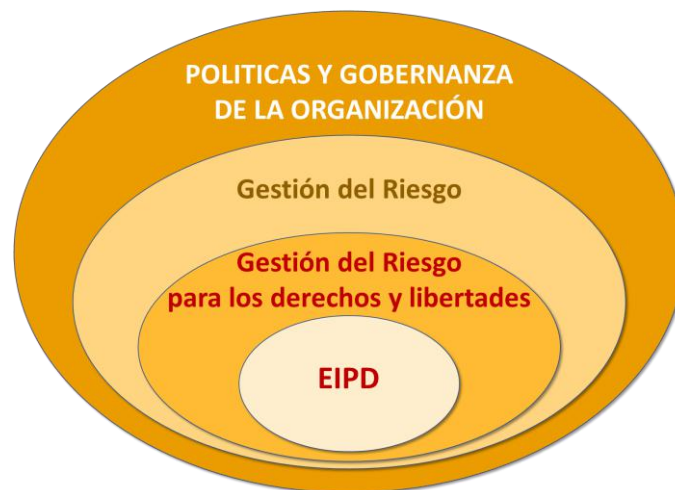 POLITICAS Y GOBERNANZA
DE LA ORGANIZACIÓN
Gestión del Riesgo
Gestión del Riesgo
para los derechos y libertades
EIPD